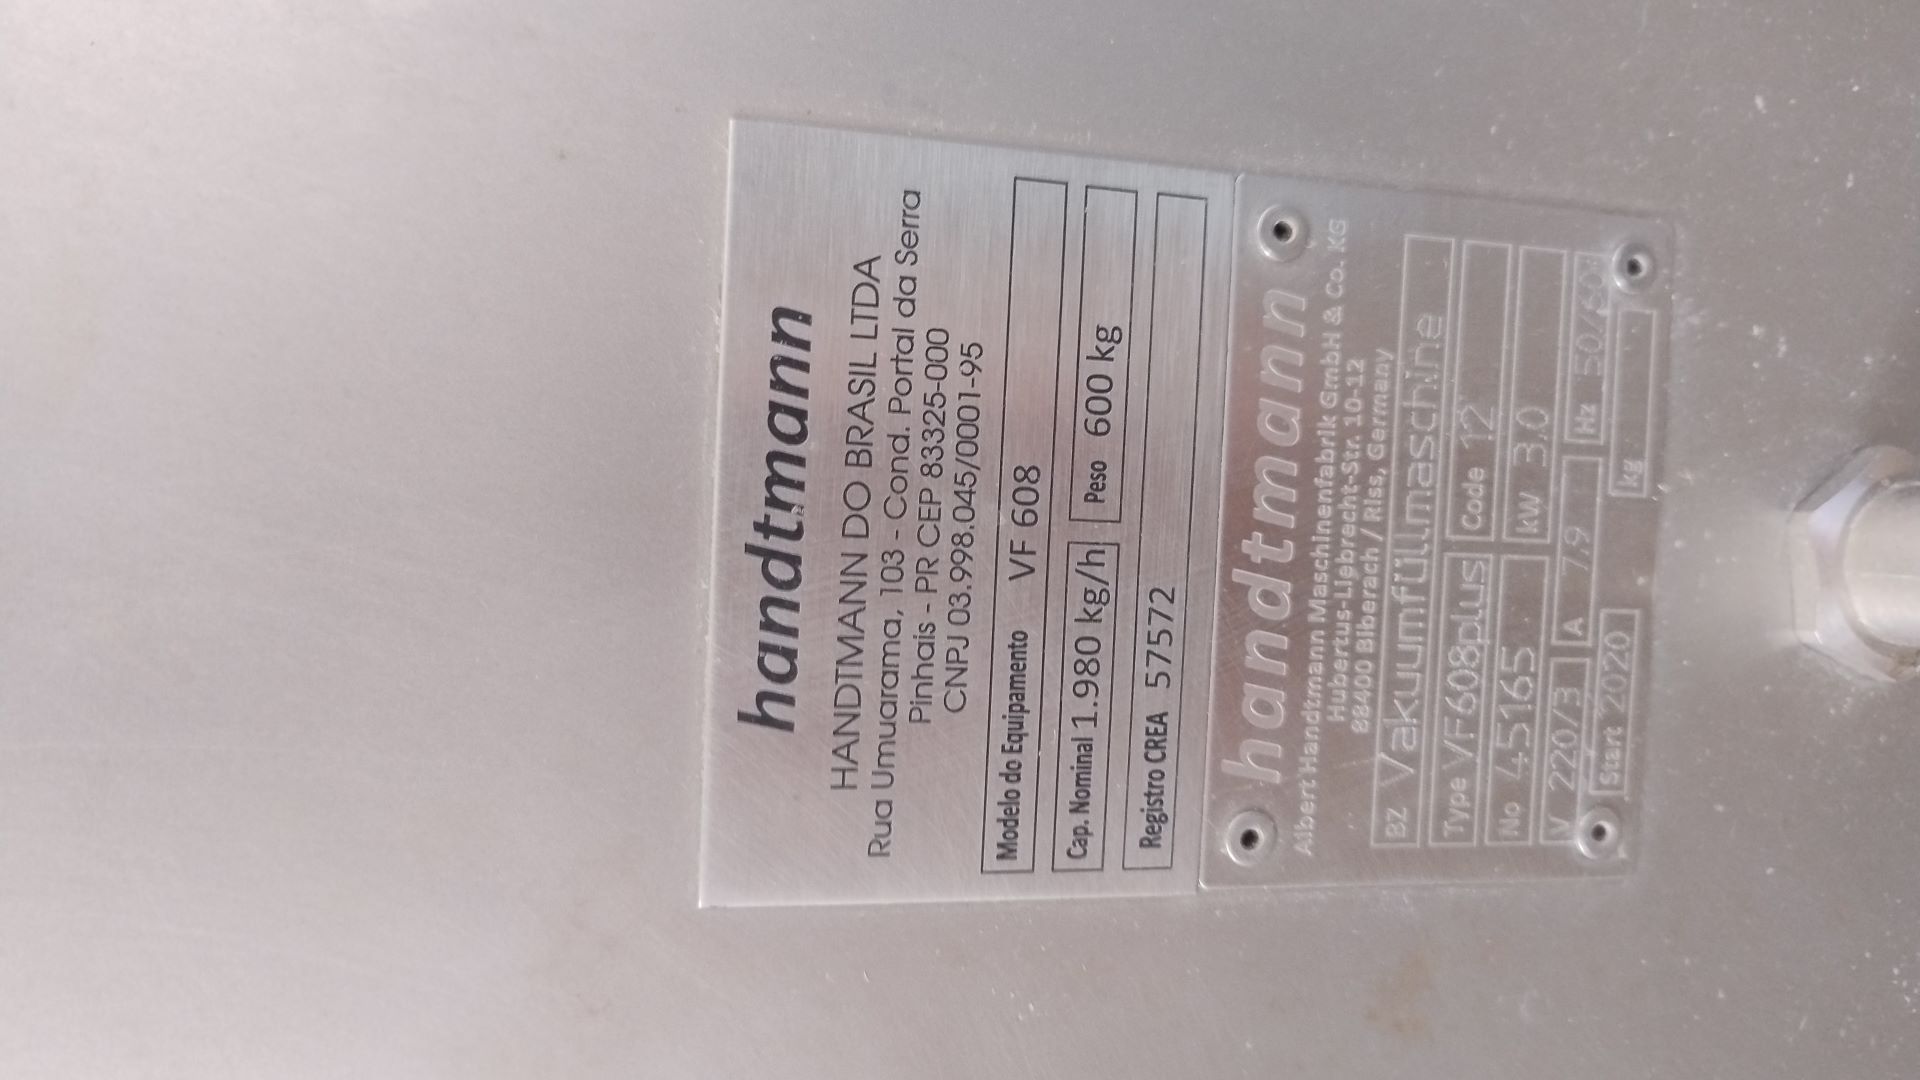 handtmann
HANDTMANN DO BRASIL LTDA
Rua Umuarama, 103 - Cond. Portal da Serra
Pinhais - PR CEP 83325-000
CNPJ 03.998.045/0001-95
Modelo do Equipamento VF 608
Cap. Nominal 1.980 kg/h Peso 600 kg
Registro CREA 57572
handtmann
Albert Handtmann Maschinenfabrik GmbH & Co. KG
Hubertus-Liebrecht-Str. 10-12
88400 Biberach / Riss, Germany
BZ Vakuumfüllmaschine
Type VF608plus Code 12
No 45165 kW 3.0
V 220/3 A 7,9 Hz 50/60
Start 2020 kg